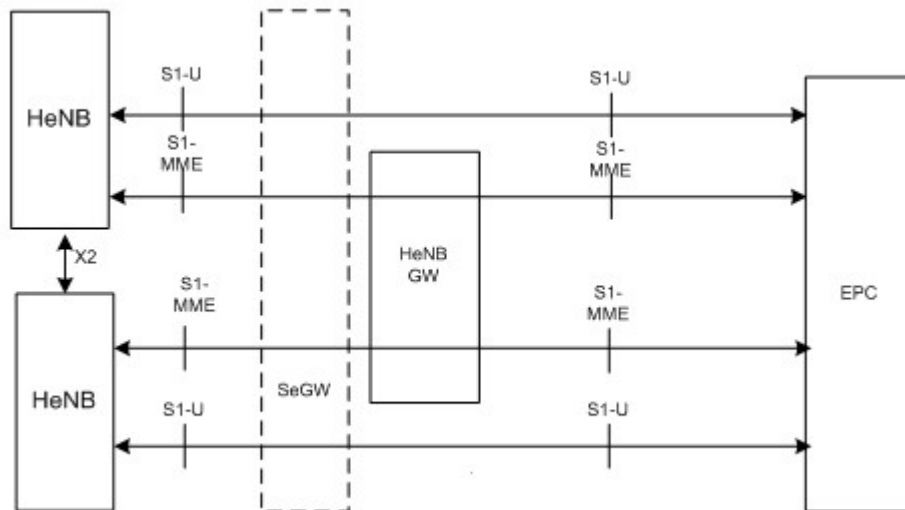 S1-U
S1-U
HeNB
S1-
MME
S1-
MME
HeNB
GW
X2
S1-
MME
S1-
MME
EPC
HeNB
SeGW
S1-U
S1-U